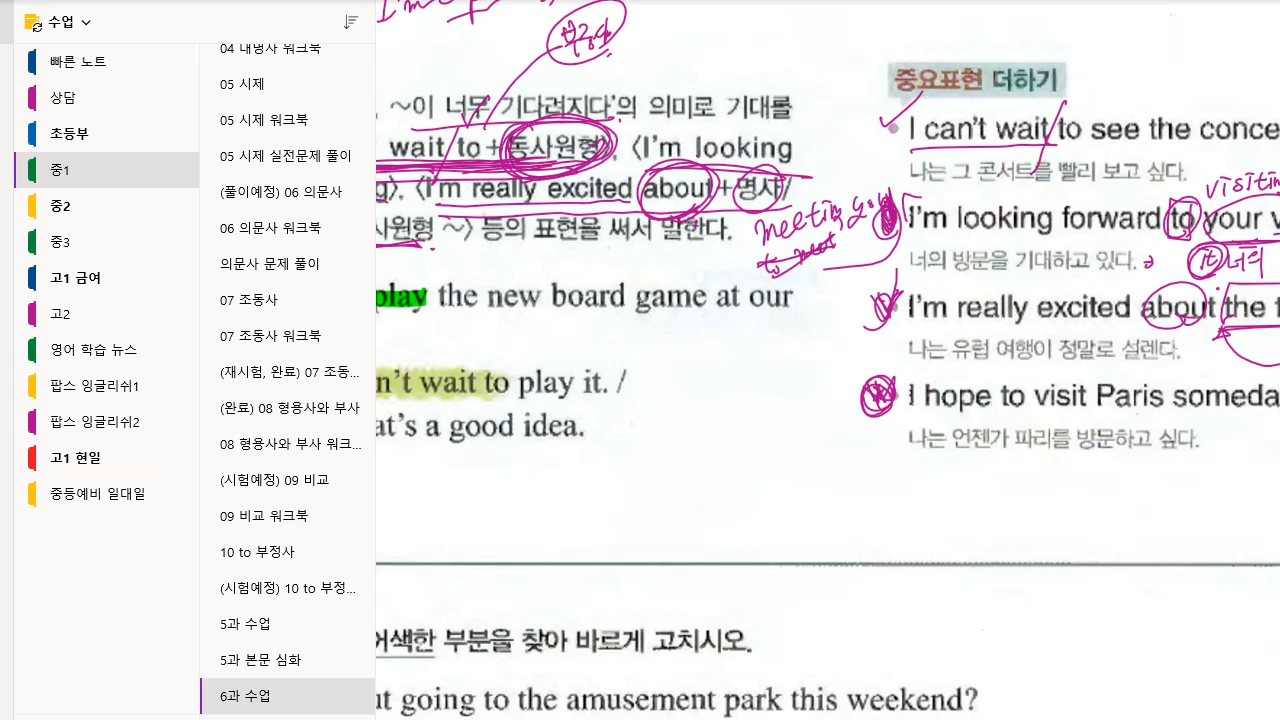 수업
빠른 노트
상담
초등부
중1
중2
중3
고1 금여
고2
영어 학습 뉴스
팝스 잉글리쉬1
팝스 잉글리쉬2
고1 현일
중등예비 일대일
04 대명사 워크북
05 시제
05 시제 워크북
05 시제 실전문제 풀이
(풀이예정) 06 의문사
06 의문사 워크북
의문사 문제 풀이
07 조동사
07 조동사 워크북
(재시험, 완료) 07 조동...
(완료) 08 형용사와 부사
08 형용사와 부사 워크...
(시험예정) 09 비교
09 비교 워크북
10 to 부정사
(시험예정) 10 to 부정...
5과 수업
5과 본문 심화
6과 수업
I'm
, ~이 너무 기다려지다'의 의미로 기대를
wait to+동사원형〉, 〈I'm looking
g〉, 〈I'm really excited about+명사/
사원형 ~〉 등의 표현을 써서 말한다.
meeting you
to meet
play the new board game at our
n't wait to play it. /
at's a good idea.
중요표현 더하기
I can't wait to see the conce
나는 그 콘서트를 빨리 보고 싶다.
visitin
I'm looking forward to your v
너의 방문을 기대하고 있다.
it 너의
I'm really excited about the t
나는 유럽 여행이 정말로 설렌다.
I hope to visit Paris someda
나는 언젠가 파리를 방문하고 싶다.
어색한 부분을 찾아 바르게 고치시오.
ut going to the amusement park this weekend?